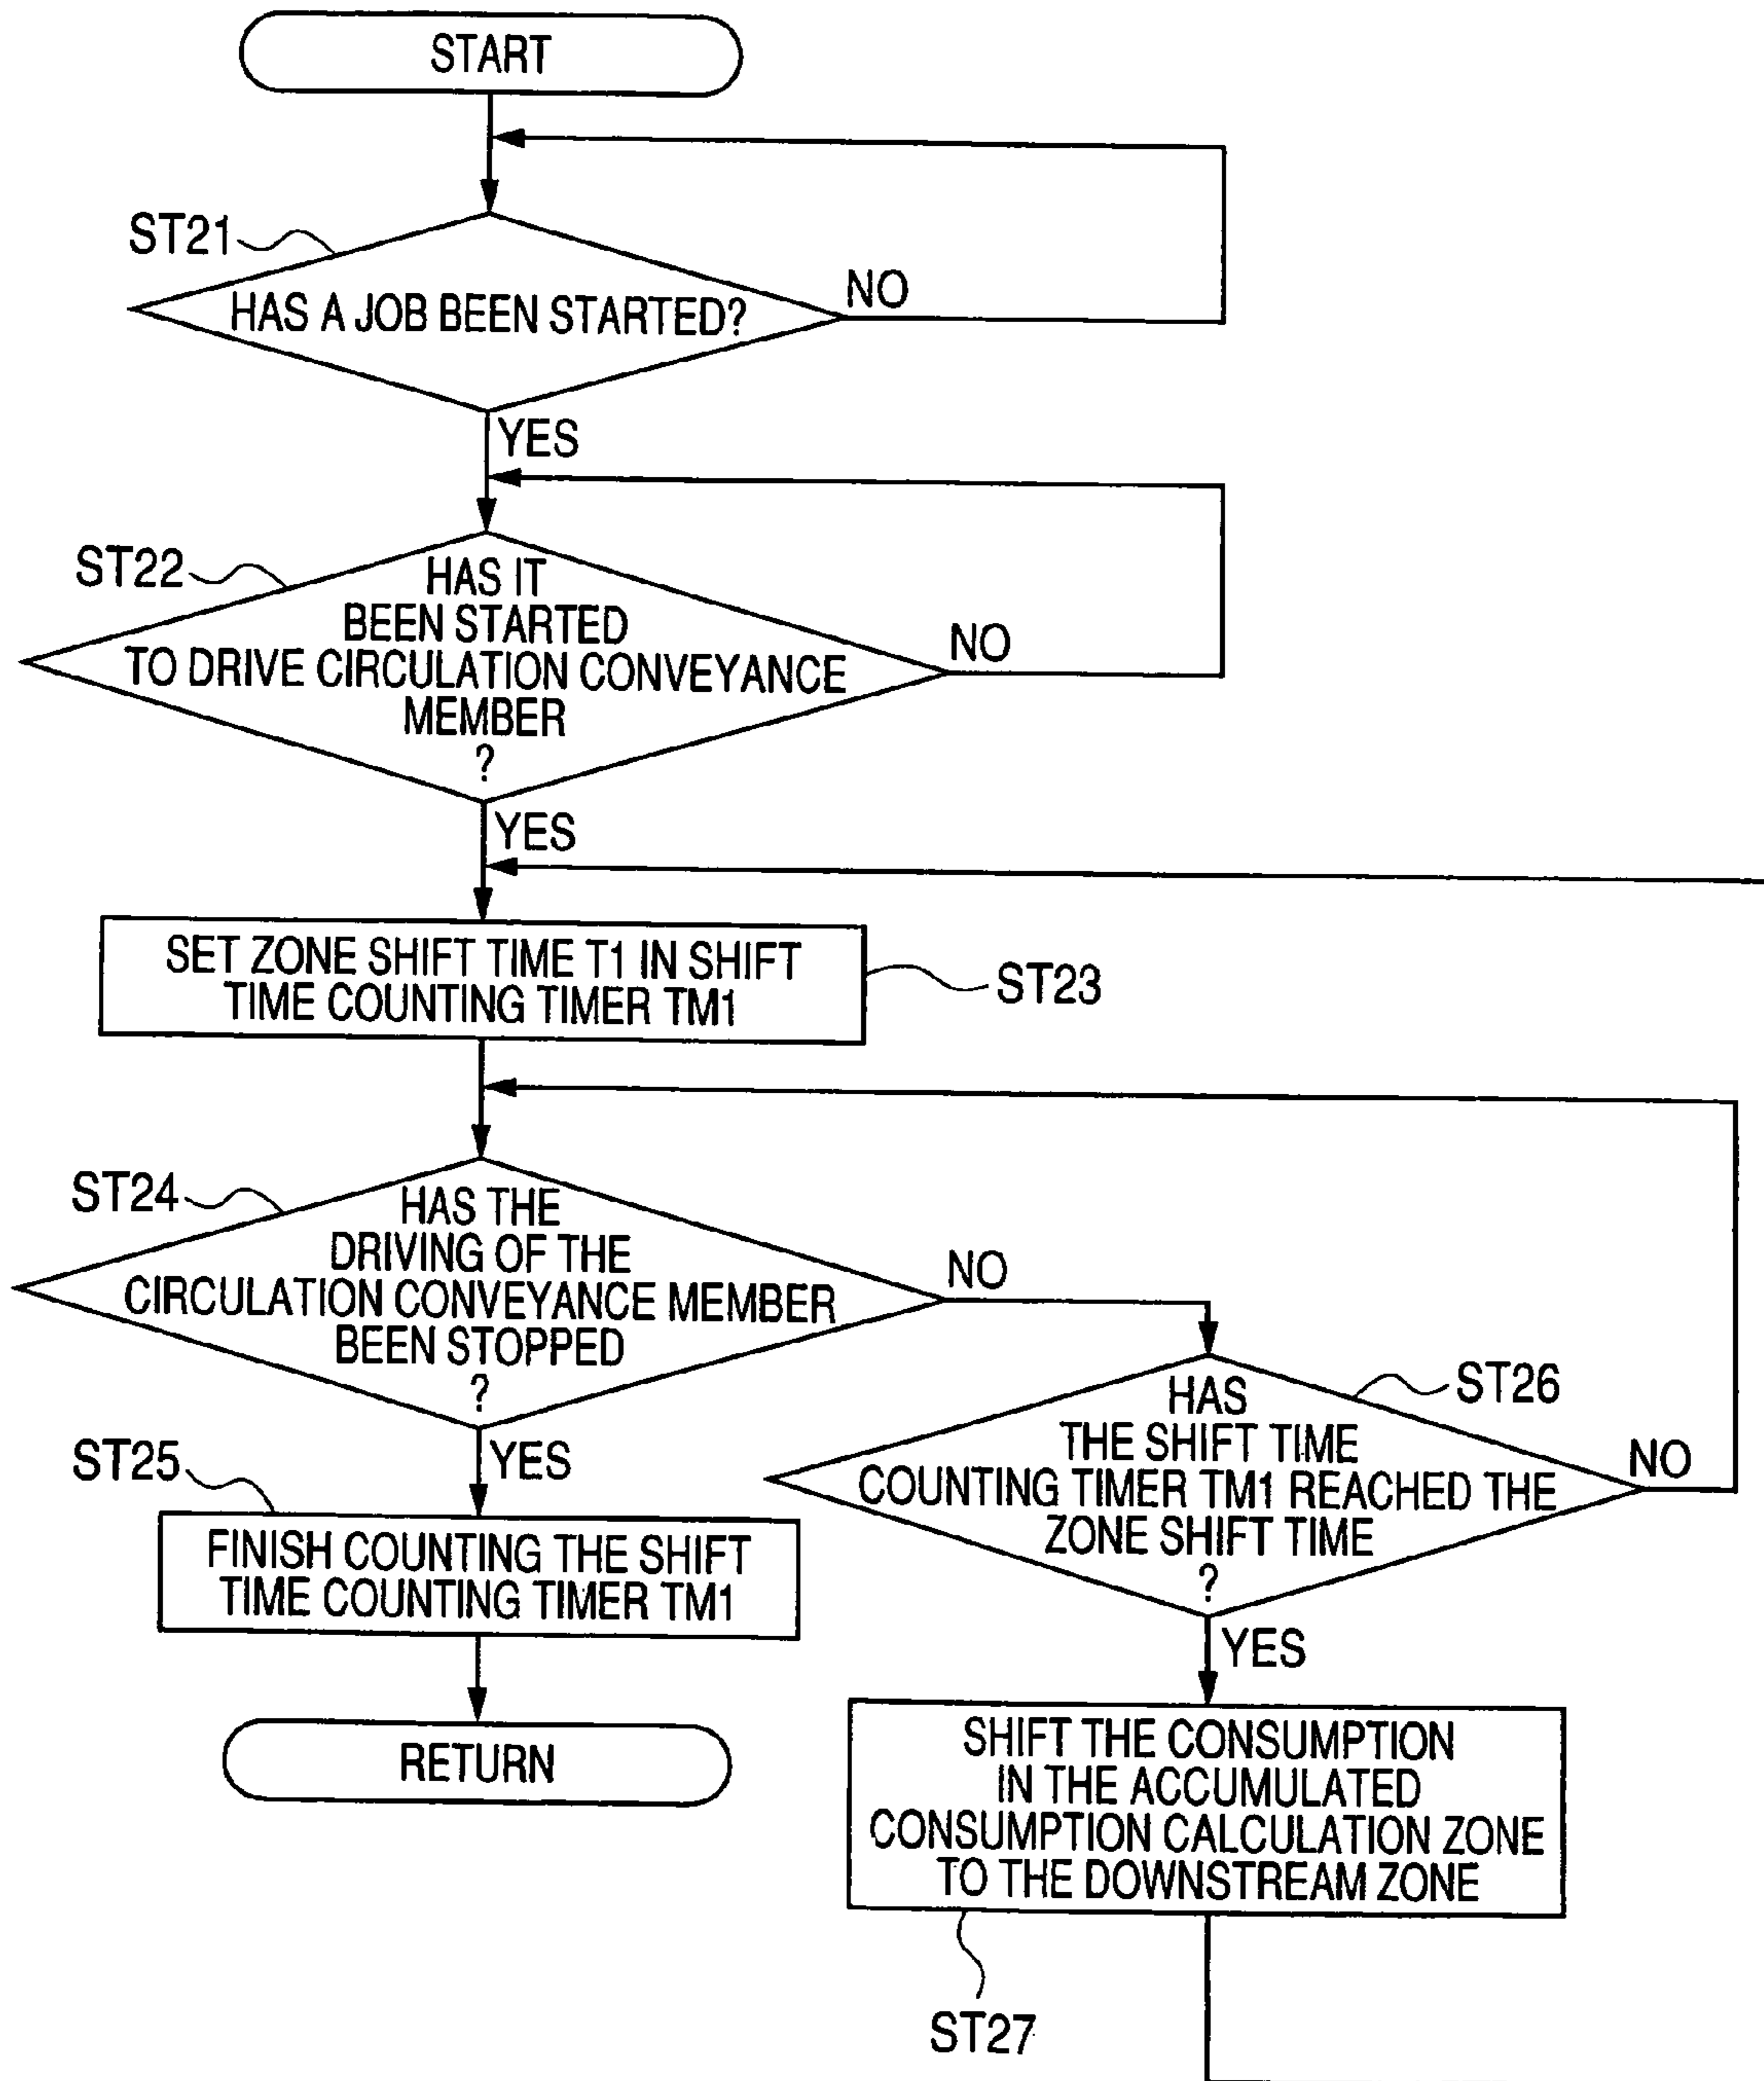 START
ST21
HAS A JOB BEEN STARTED?
NO
YES
ST22
HAS IT
BEEN STARTED
TO DRIVE CIRCULATION CONVEYANCE
MEMBER
?
NO
YES
SET ZONE SHIFT TIME T1 IN SHIFT
TIME COUNTING TIMER TM1
ST23
ST24
HAS THE
DRIVING OF THE
CIRCULATION CONVEYANCE MEMBER
BEEN STOPPED
?
NO
YES
ST25
FINISH COUNTING THE SHIFT
TIME COUNTING TIMER TM1
RETURN
ST26
HAS
THE SHIFT TIME
COUNTING TIMER TM1 REACHED THE
ZONE SHIFT TIME
?
NO
YES
SHIFT THE CONSUMPTION
IN THE ACCUMULATED
CONSUMPTION CALCULATION ZONE
TO THE DOWNSTREAM ZONE
ST27